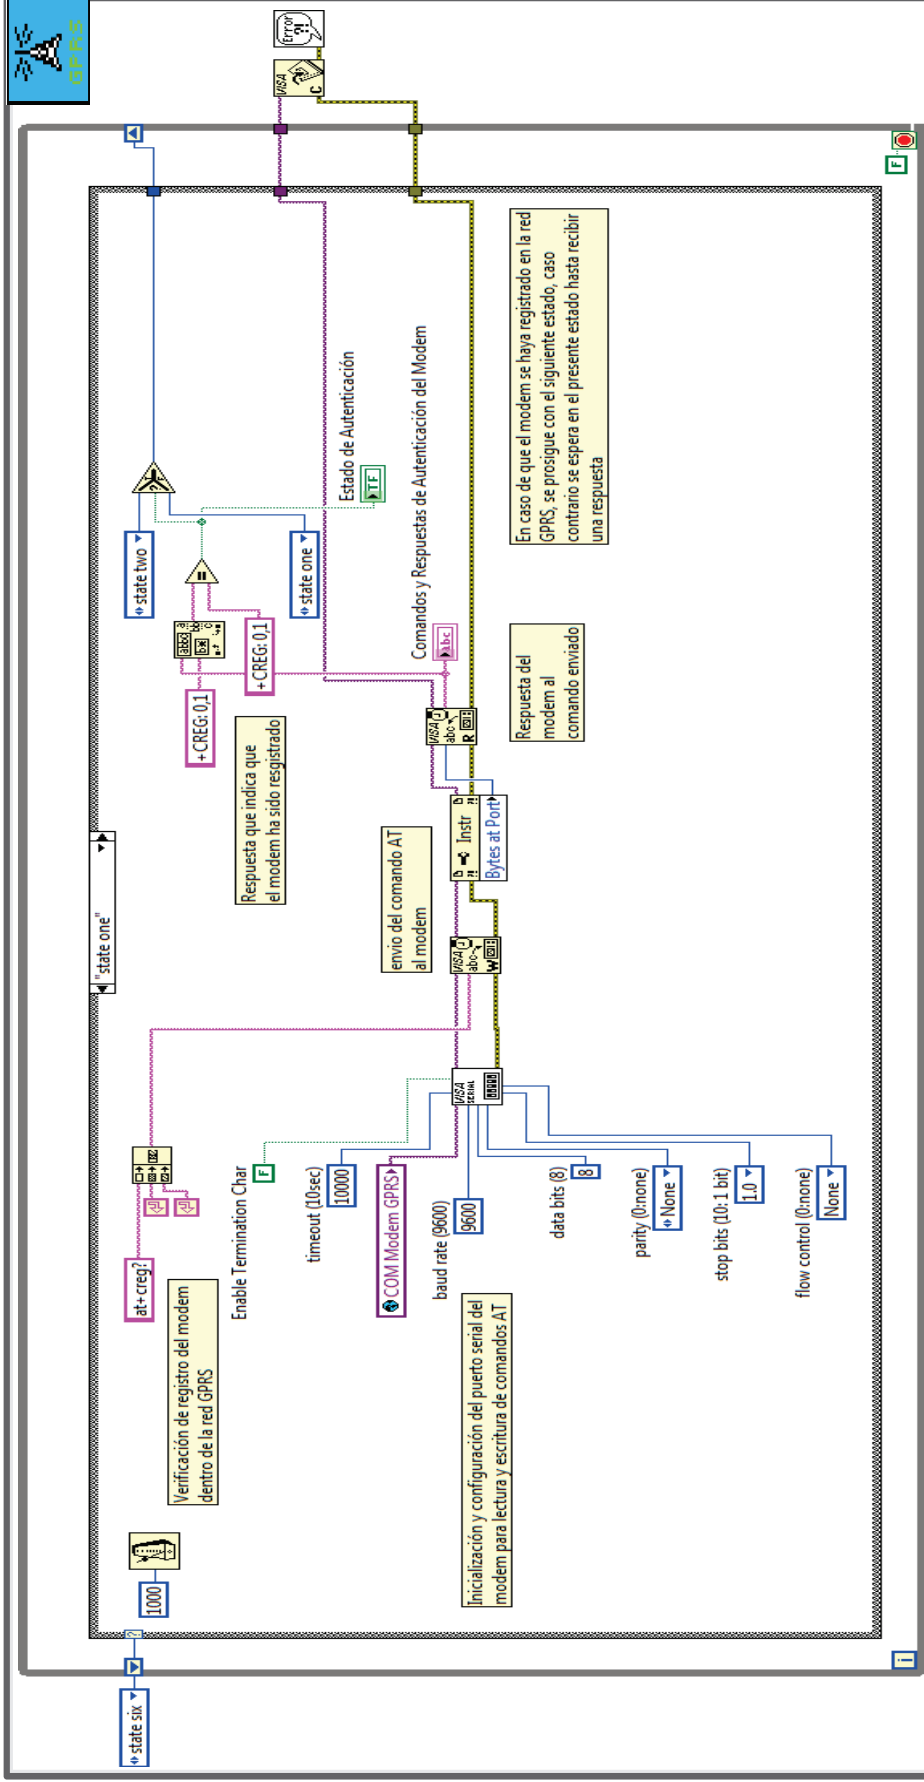 GPRS
"state one"
state six
1000
Verificación de registro del modem
dentro de la red GPRS
at+creg?
Enable Termination Char
F
timeout (10sec)
10000
COM Modem GPRS
baud rate (9600)
9600
data bits (8)
8
parity (0:none)
None
stop bits (10: 1 bit)
1.0
flow control (0:none)
None
Inicialización y configuración del puerto serial del
modem para lectura y escritura de comandos AT
VISA
SERIAL
VISA
abc
W
envio del comando AT
al modem
Instr
Bytes at Port
VISA
abc
R
Respuesta que indica que
el modem ha sido resgistrado
+CREG: 0,1
+CREG: 0,1
=
state two
state one
Estado de Autenticación
TF
Comandos y Respuestas de Autenticación del Modem
abc
Respuesta del
modem al
comando enviado
En caso de que el modem se haya registrado en la red
GPRS, se prosigue con el siguiente estado, caso
contrario se espera en el presente estado hasta recibir
una respuesta
VISA
C
Error
?!
F
i